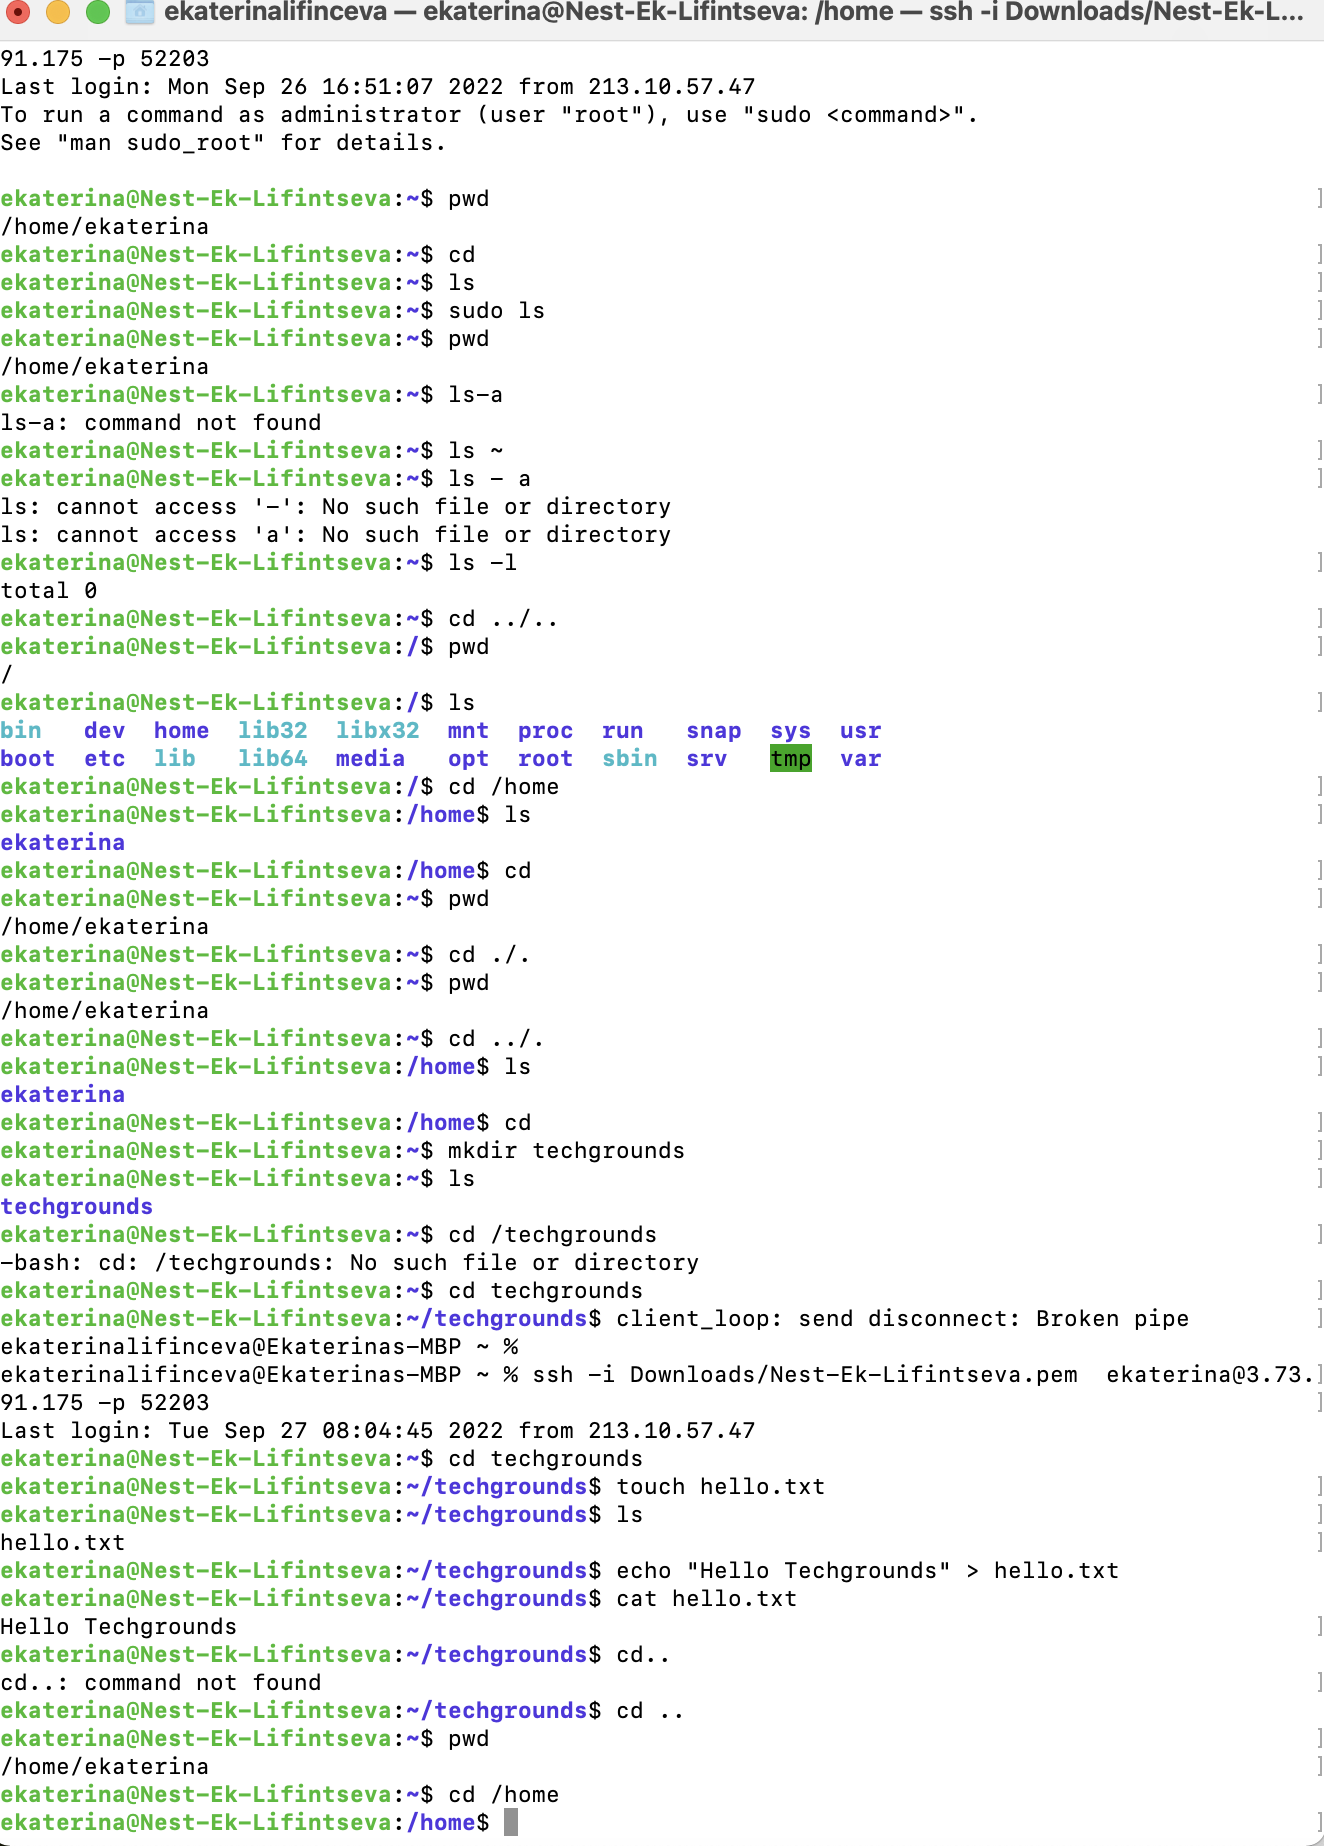 ekaterinalifinceva — ekaterina@Nest-Ek-Lifintseva: /home — ssh -i Downloads/Nest-Ek-L...
91.175 -p 52203
Last login: Mon Sep 26 16:51:07 2022 from 213.10.57.47
To run a command as administrator (user "root"), use "sudo <command>".
See "man sudo_root" for details.
ekaterina@Nest-Ek-Lifintseva:~$ pwd
/home/ekaterina
ekaterina@Nest-Ek-Lifintseva:~$ cd
ekaterina@Nest-Ek-Lifintseva:~$ ls
ekaterina@Nest-Ek-Lifintseva:~$ sudo ls
ekaterina@Nest-Ek-Lifintseva:~$ pwd
/home/ekaterina
ekaterina@Nest-Ek-Lifintseva:~$ ls-a
ls-a: command not found
ekaterina@Nest-Ek-Lifintseva:~$ ls ~
ekaterina@Nest-Ek-Lifintseva:~$ ls - a
ls: cannot access '-': No such file or directory
ls: cannot access 'a': No such file or directory
ekaterina@Nest-Ek-Lifintseva:~$ ls -l
total 0
ekaterina@Nest-Ek-Lifintseva:~$ cd ../..
ekaterina@Nest-Ek-Lifintseva:/$ pwd
/
ekaterina@Nest-Ek-Lifintseva:/$ ls
bin dev home lib32 libx32 mnt proc run snap sys usr
boot etc lib lib64 media opt root sbin srv tmp var
ekaterina@Nest-Ek-Lifintseva:/$ cd /home
ekaterina@Nest-Ek-Lifintseva:/home$ ls
ekaterina
ekaterina@Nest-Ek-Lifintseva:/home$ cd
ekaterina@Nest-Ek-Lifintseva:~$ pwd
/home/ekaterina
ekaterina@Nest-Ek-Lifintseva:~$ cd ./.
ekaterina@Nest-Ek-Lifintseva:~$ pwd
/home/ekaterina
ekaterina@Nest-Ek-Lifintseva:~$ cd ../.
ekaterina@Nest-Ek-Lifintseva:/home$ ls
ekaterina
ekaterina@Nest-Ek-Lifintseva:/home$ cd
ekaterina@Nest-Ek-Lifintseva:~$ mkdir techgrounds
ekaterina@Nest-Ek-Lifintseva:~$ ls
techgrounds
ekaterina@Nest-Ek-Lifintseva:~$ cd /techgrounds
-bash: cd: /techgrounds: No such file or directory
ekaterina@Nest-Ek-Lifintseva:~$ cd techgrounds
ekaterina@Nest-Ek-Lifintseva:~/techgrounds$ client_loop: send disconnect: Broken pipe
ekaterinalifinceva@Ekaterinas-MBP ~ %
ekaterinalifinceva@Ekaterinas-MBP ~ % ssh -i Downloads/Nest-Ek-Lifintseva.pem  ekaterina@3.73.
91.175 -p 52203
Last login: Tue Sep 27 08:04:45 2022 from 213.10.57.47
ekaterina@Nest-Ek-Lifintseva:~$ cd techgrounds
ekaterina@Nest-Ek-Lifintseva:~/techgrounds$ touch hello.txt
ekaterina@Nest-Ek-Lifintseva:~/techgrounds$ ls
hello.txt
ekaterina@Nest-Ek-Lifintseva:~/techgrounds$ echo "Hello Techgrounds" > hello.txt
ekaterina@Nest-Ek-Lifintseva:~/techgrounds$ cat hello.txt
Hello Techgrounds
ekaterina@Nest-Ek-Lifintseva:~/techgrounds$ cd..
cd..: command not found
ekaterina@Nest-Ek-Lifintseva:~/techgrounds$ cd ..
ekaterina@Nest-Ek-Lifintseva:~$ pwd
/home/ekaterina
ekaterina@Nest-Ek-Lifintseva:~$ cd /home
ekaterina@Nest-Ek-Lifintseva:/home$